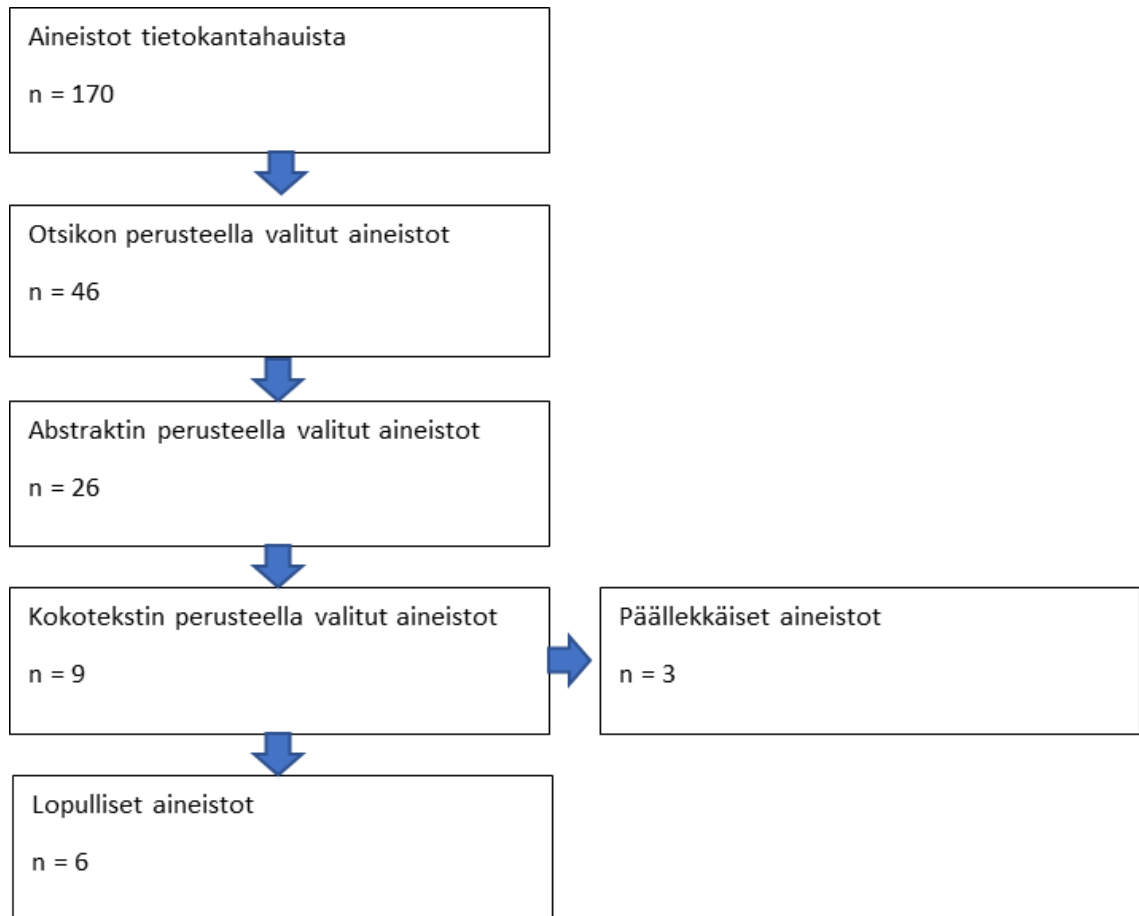 Aineistot tietokantahauista
n = 170
Otsikon perusteella valitut aineistot
n = 46
Abstraktin perusteella valitut aineistot
n = 26
Kokotekstin perusteella valitut aineistot
n = 9
Päällekkäiset aineistot
n = 3
Lopulliset aineistot
n = 6